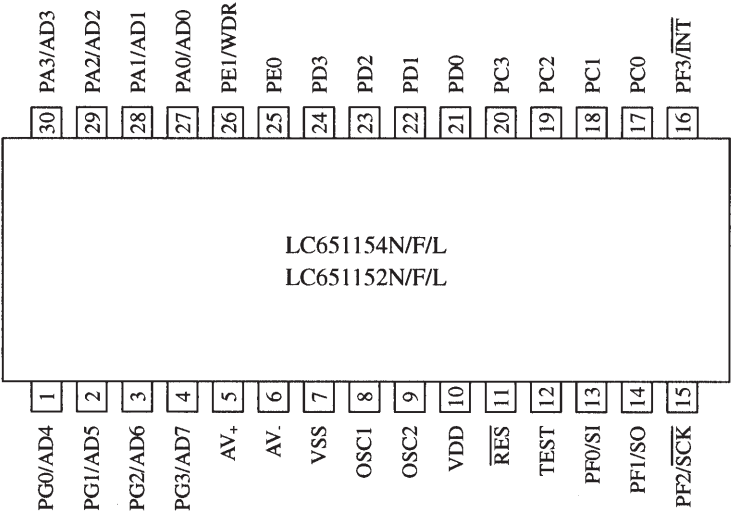 PA3/AD3
PA2/AD2
PA1/AD1
PA0/AD0
PE1/WDR
PE0
PD3
PD2
PD1
PD0
PC3
PC2
PC1
PC0
PF3/I̅N̅T̅
30
29
28
27
26
25
24
23
22
21
20
19
18
17
16
LC651154N/F/L
LC651152N/F/L
1
2
3
4
5
6
7
8
9
10
11
12
13
14
15
PG0/AD4
PG1/AD5
PG2/AD6
PG3/AD7
AV₊
AV₋
VSS
OSC1
OSC2
VDD
R̅E̅S̅
TEST
PF0/SI
PF1/SO
PF2/S̅C̅K̅